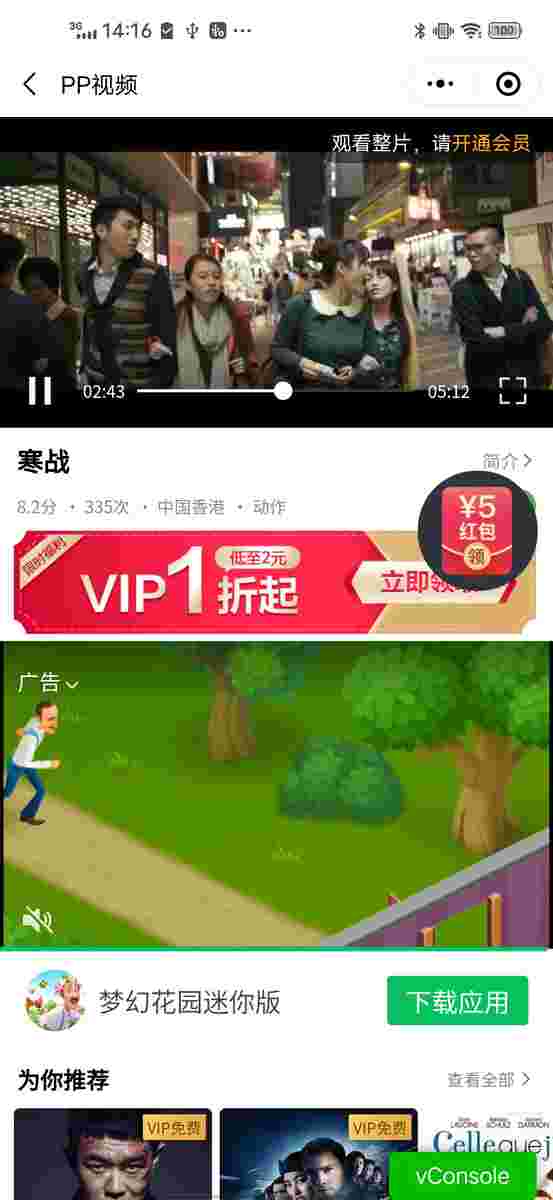 3G 14:16 100
PP视频
观看整片，请开通会员
02:43 05:12
寒战
简介
8.2分 · 335次 · 中国香港 · 动作
¥5
红包
领
限时福利
VIP1折起
低至2元
立即领
广告
梦幻花园迷你版
下载应用
为你推荐
查看全部
VIP免费
VIP免费
vConsole